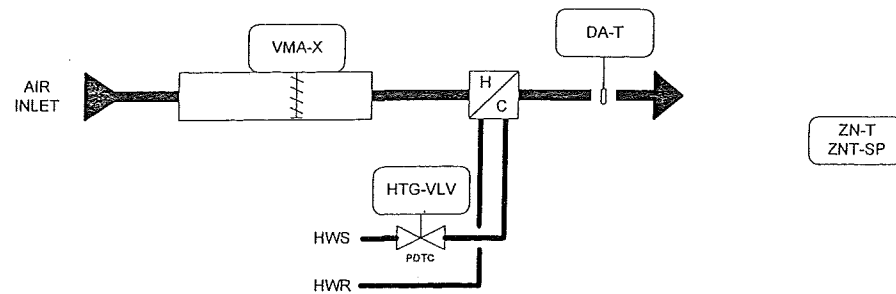 DA-T
VMA-X
AIR
INLET
H
C
ZN-T
ZNT-SP
HTG-VLV
HWS
PDTC
HWR